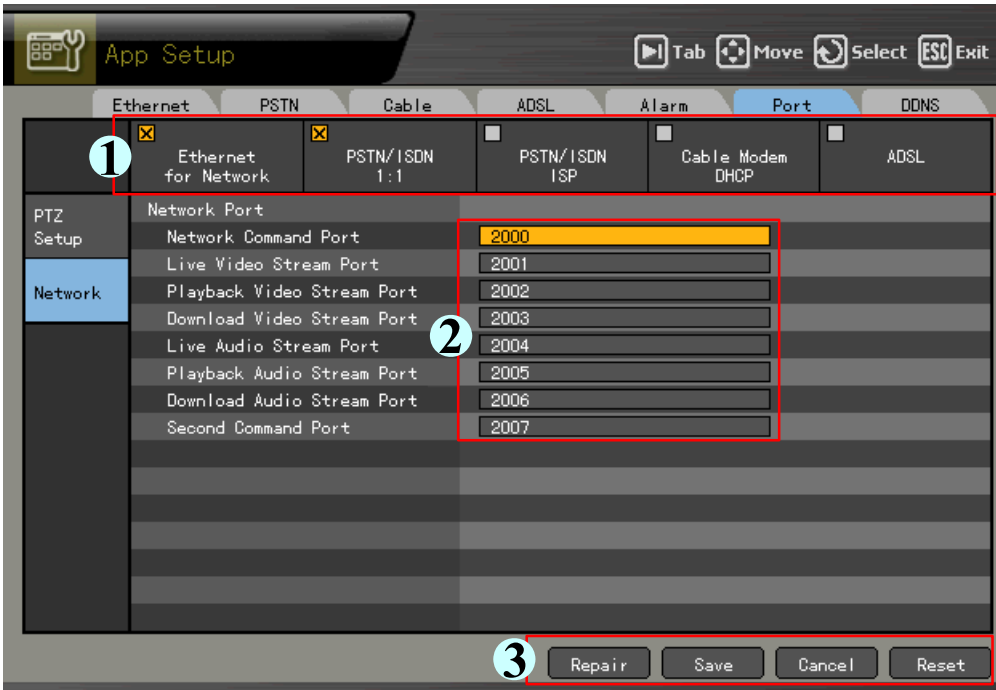 App Setup
Tab Move Select ESC Exit
Ethernet PSTN Cable ADSL Alarm Port DDNS
1
Ethernet
for Network
PSTN/ISDN
1:1
PSTN/ISDN
ISP
Cable Modem
DHCP
ADSL
PTZ
Setup
Network
Network Port
Network Command Port 2000
Live Video Stream Port 2001
Playback Video Stream Port 2002
Download Video Stream Port 2003
2
Live Audio Stream Port 2004
Playback Audio Stream Port 2005
Download Audio Stream Port 2006
Second Command Port 2007
3
Repair Save Cancel Reset